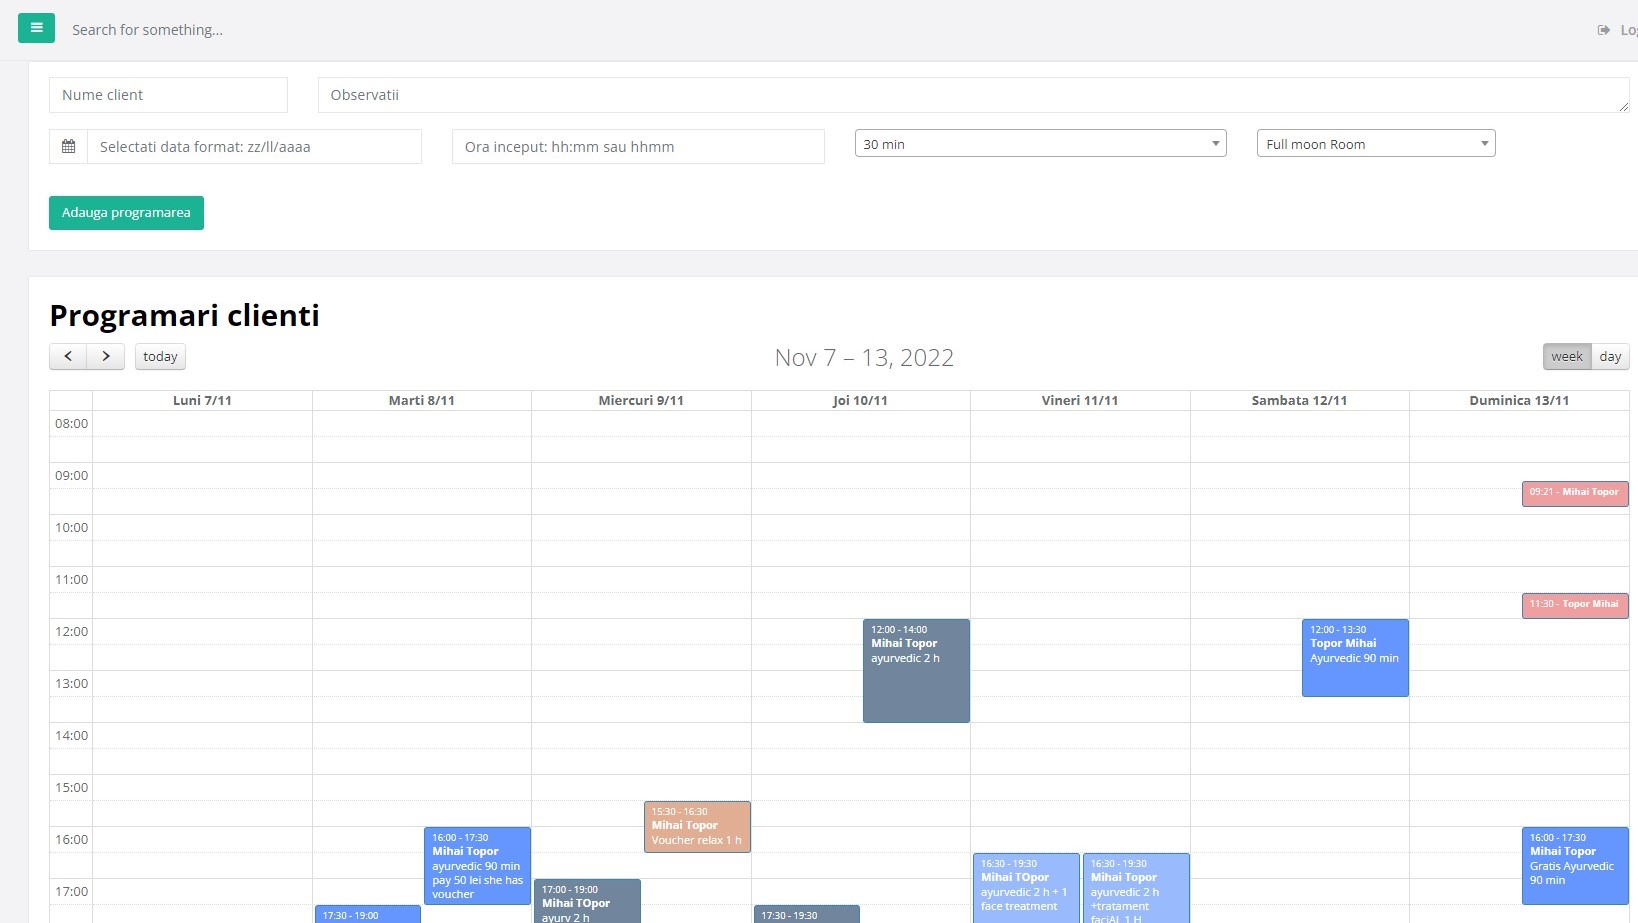 Search for something...
Nume client
Observatii
Selectati data format: zz/ll/aaaa
Ora inceput: hh:mm sau hhmm
30 min
Full moon Room
Adauga programarea
Programari clienti
today
Nov 7 – 13, 2022
week
day
Luni 7/11
Marti 8/11
Miercuri 9/11
Joi 10/11
Vineri 11/11
Sambata 12/11
Duminica 13/11
08:00
09:00
09:21 - Mihai Topor
10:00
11:00
11:30 - Topor Mihai
12:00
12:00 - 14:00
Mihai Topor
ayurvedic 2 h
12:00 - 13:30
Topor Mihai
Ayurvedic 90 min
13:00
14:00
15:00
15:30 - 16:30
Mihai Topor
Voucher relax 1 h
16:00
16:00 - 17:30
Mihai Topor
ayurvedic 90 min
pay 50 lei she has
voucher
16:30 - 19:30
Mihai TOpor
ayurvedic 2 h + 1
face treatment
16:30 - 19:30
Mihai Topor
ayurvedic 2 h
+tratament
faciAL 1 H
16:00 - 17:30
Mihai Topor
Gratis Ayurvedic
90 min
17:00
17:30 - 19:00
17:00 - 19:00
Mihai TOpor
ayurv 2 h
17:30 - 19:30